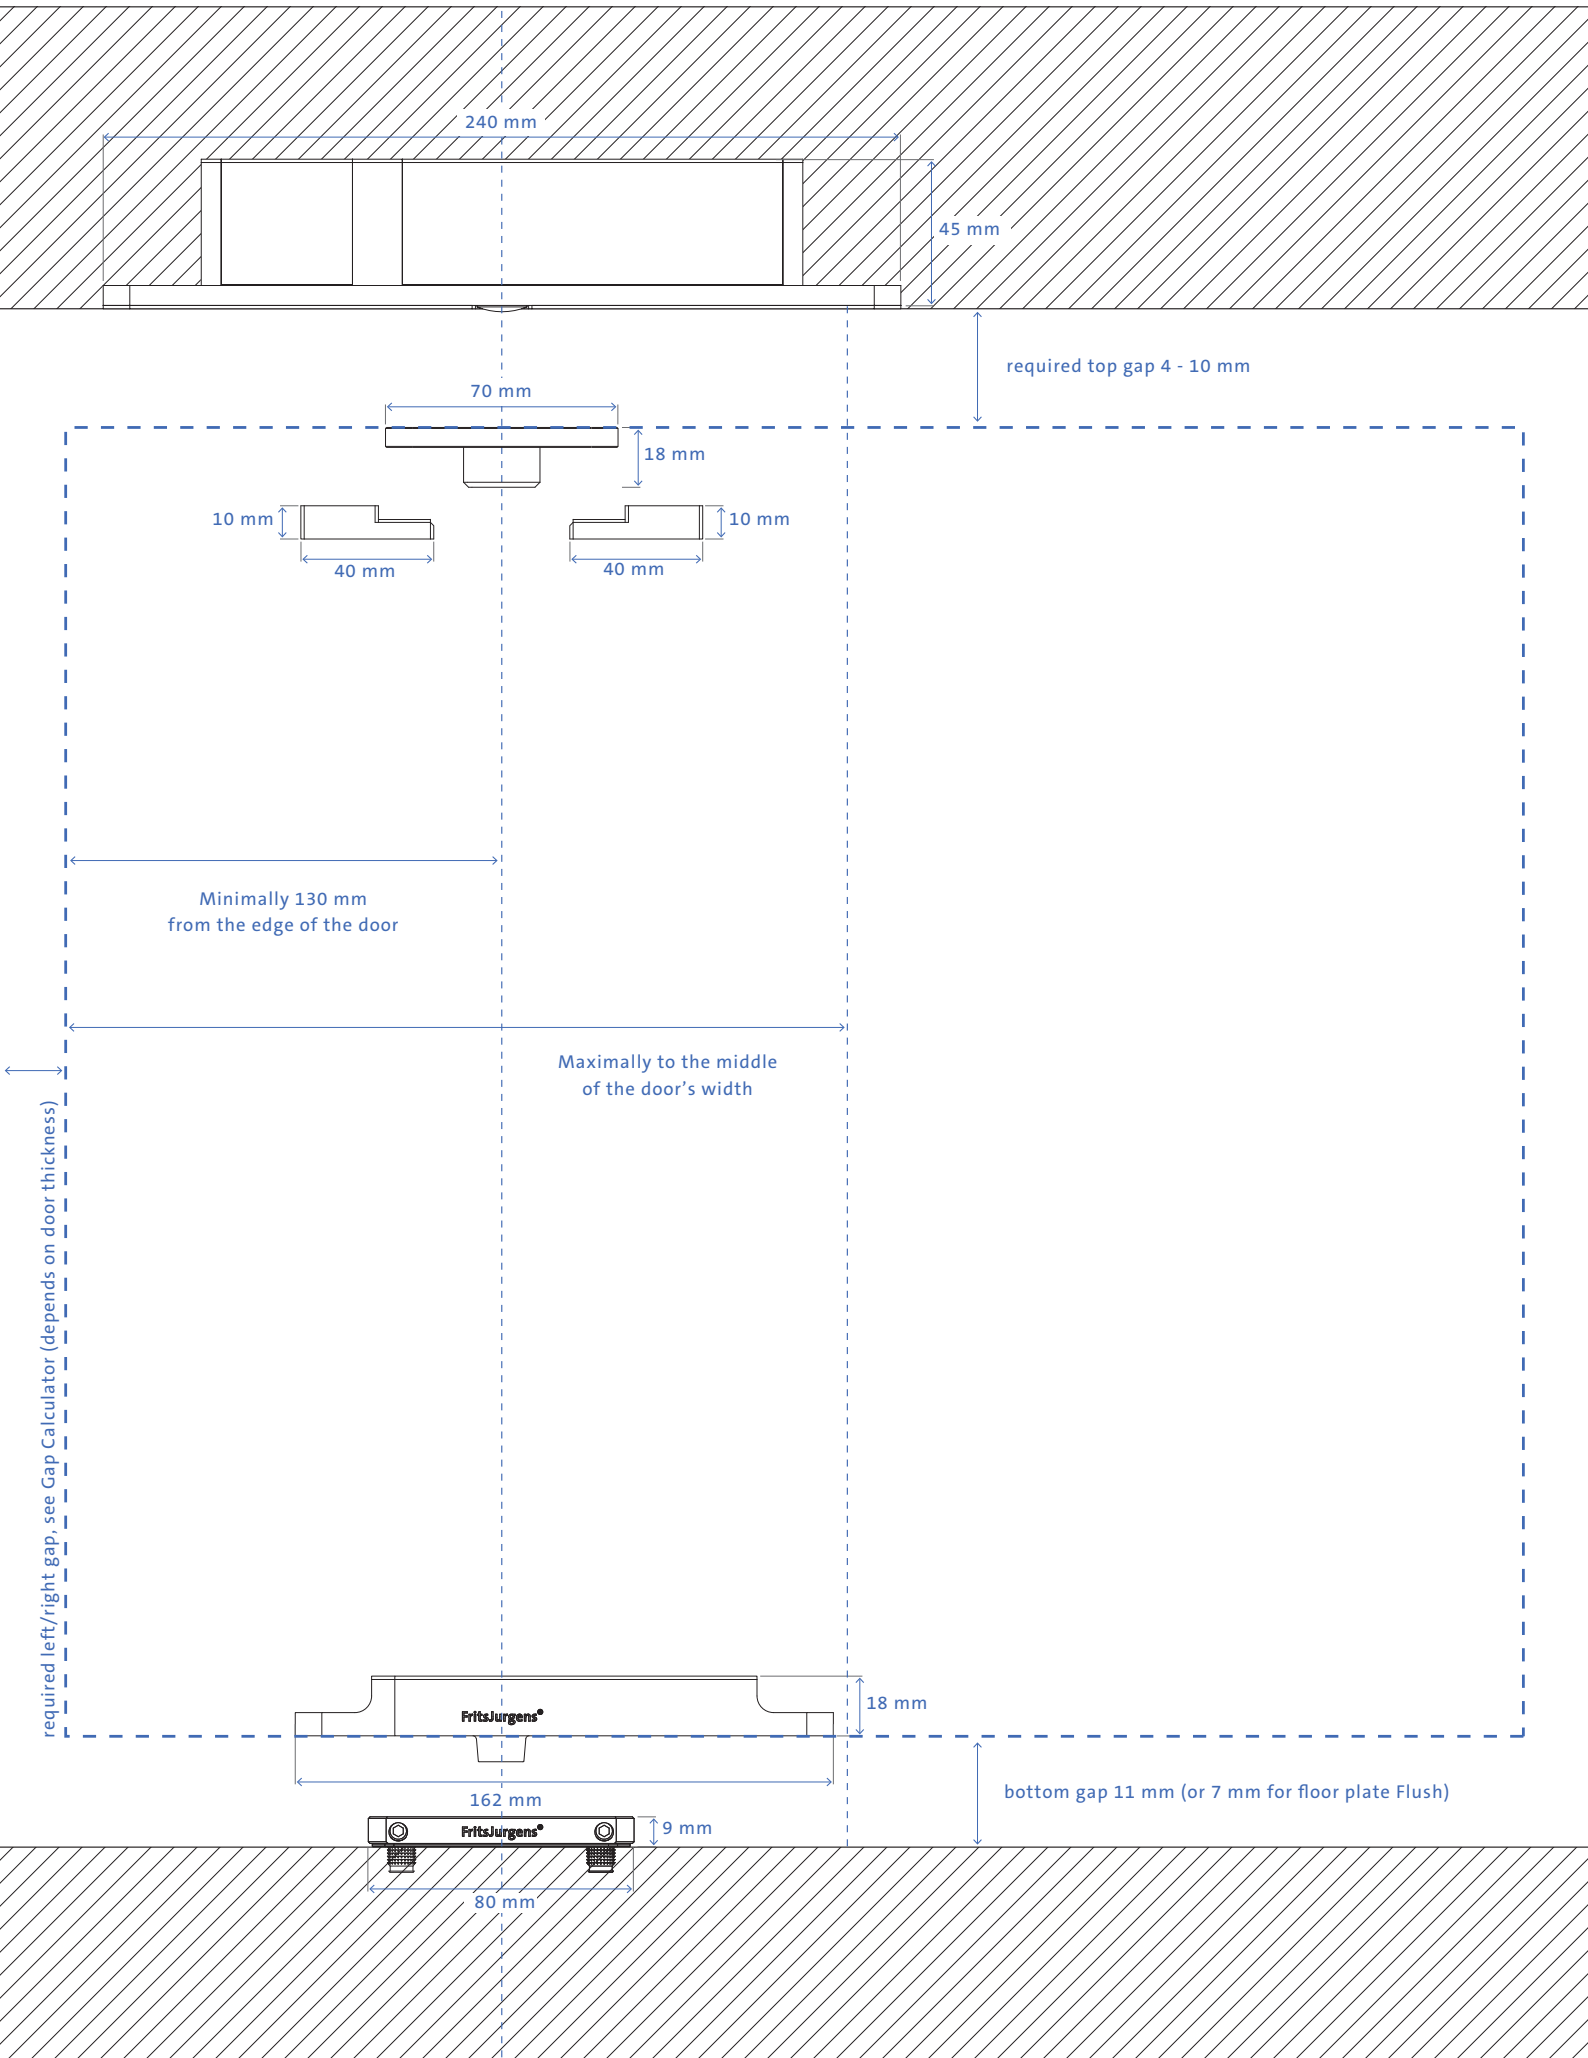 240 mm
45 mm
required top gap 4 - 10 mm
70 mm
18 mm
10 mm
10 mm
40 mm
40 mm
Minimally 130 mm
from the edge of the door
Maximally to the middle
of the door’s width
required left/right gap, see Gap Calculator (depends on door thickness)
18 mm
FritsJurgens®
bottom gap 11 mm (or 7 mm for floor plate Flush)
162 mm
FritsJurgens®
9 mm
80 mm